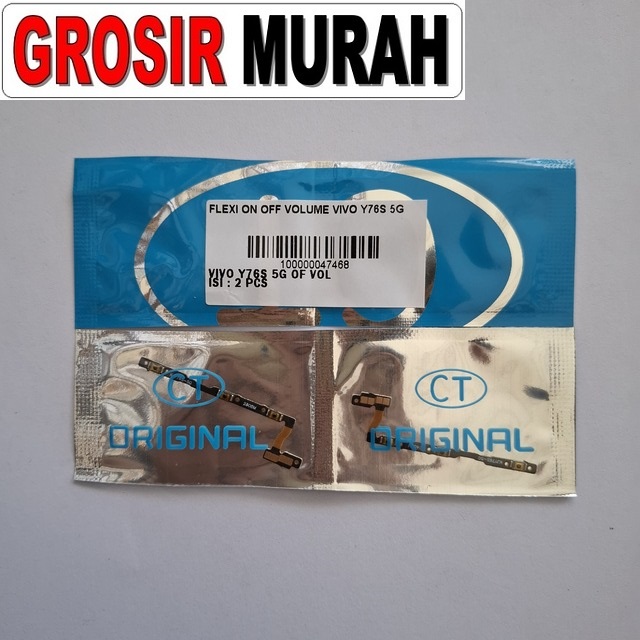 GROSIR MURAH
FLEXI ON OFF VOLUME VIVO Y76S 5G
100000047468
VIVO Y76S 5G OF VOL
ISI : 2 PCS
CT
ORIGINAL
CT
ORIGINAL